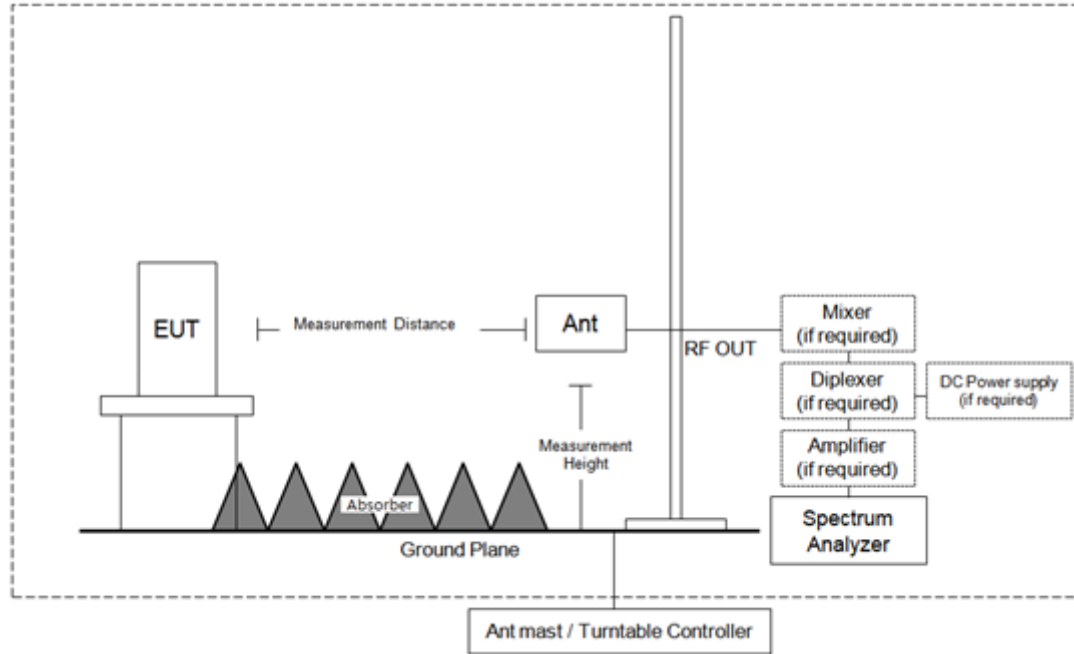 EUT
Measurement Distance
Ant
RF OUT
Mixer
(if required)
Diplexer
(if required)
DC Power supply
(if required)
Amplifier
(if required)
Spectrum
Analyzer
Measurement
Height
Absorber
Ground Plane
Ant mast / Turntable Controller